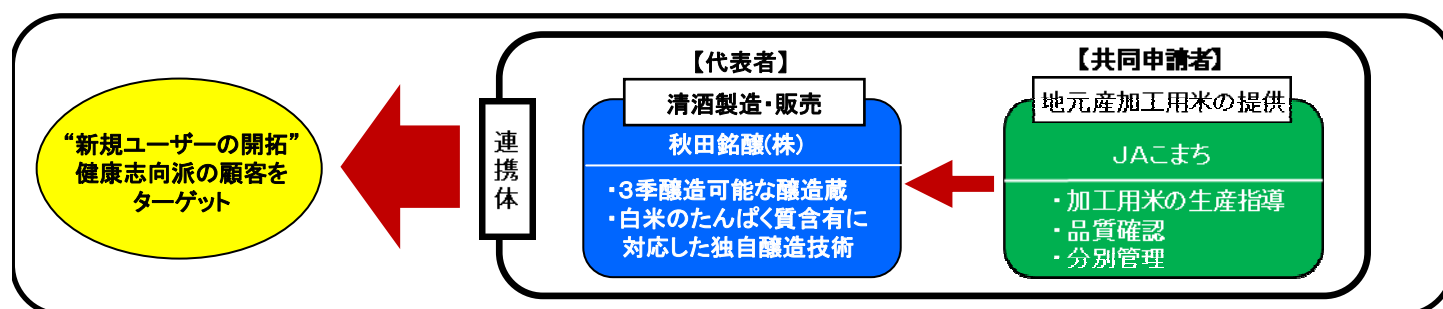 “新規ユーザーの開拓”
健康志向派の顧客を
ターゲット
連携体
【代表者】
清酒製造・販売
秋田銘醸(株)
・3季醸造可能な醸造蔵
・白米のたんぱく質含有に
対応した独自醸造技術
【共同申請者】
地元産加工用米の提供
JAこまち
・加工用米の生産指導
・品質確認
・分別管理